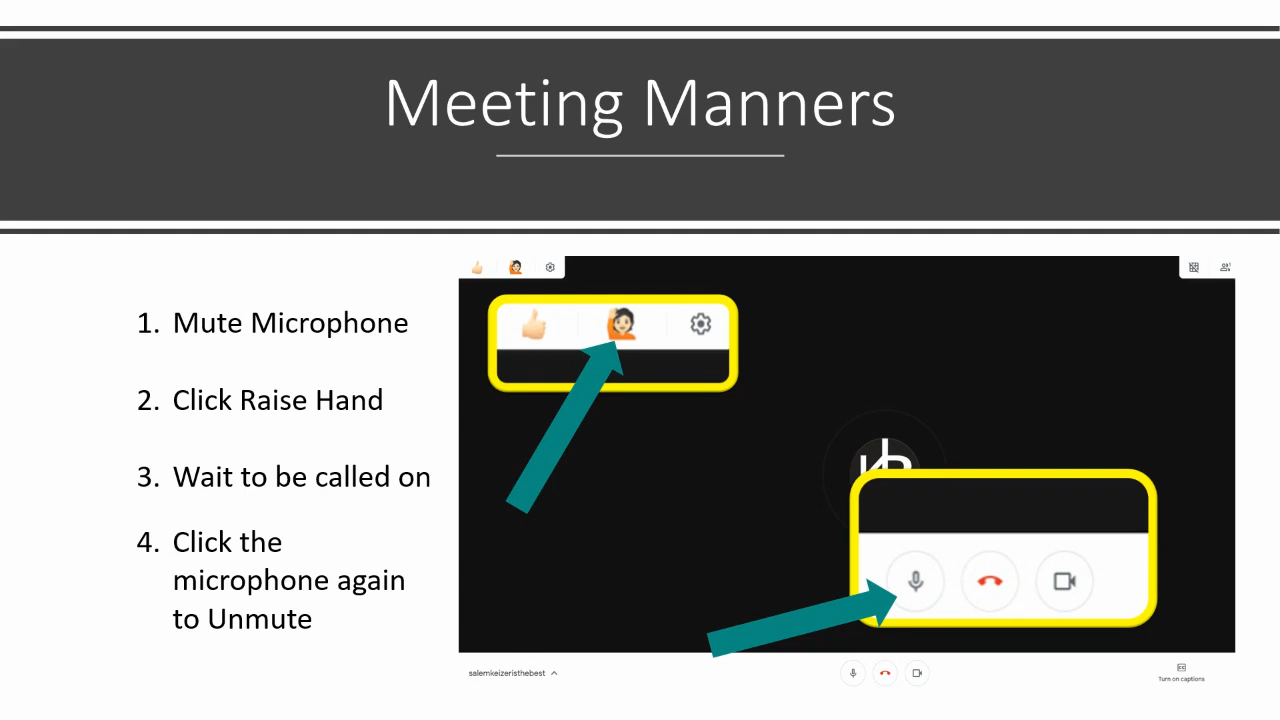 Meeting Manners
1. Mute Microphone
2. Click Raise Hand
3. Wait to be called on
4. Click the
microphone again
to Unmute
salemkeizeristhebest
Turn on captions